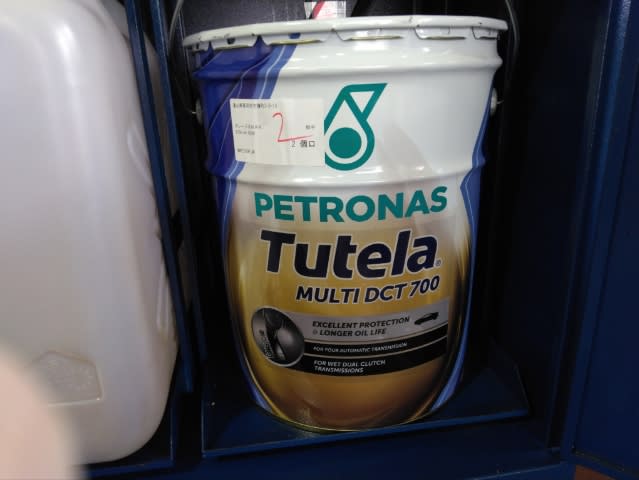 2
2 個口
PETRONAS
Tutela®
MULTI DCT 700
EXCELLENT PROTECTION
& LONGER OIL LIFE
FOR YOUR AUTOMATIC TRANSMISSION
FOR WET DUAL CLUTCH
TRANSMISSIONS